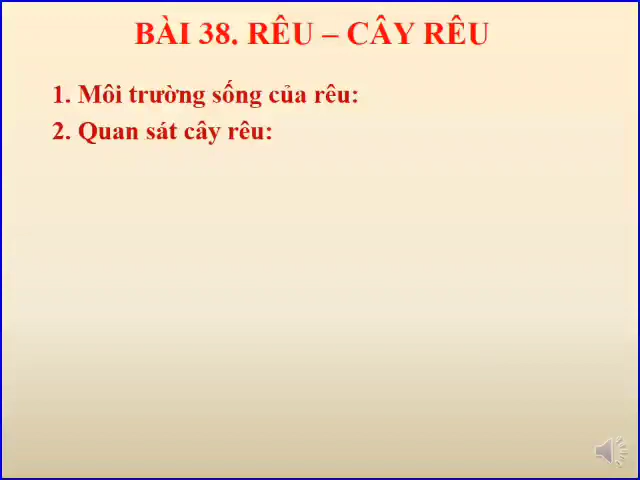 BÀI 38. RÊU – CÂY RÊU
1. Môi trường sống của rêu:
2. Quan sát cây rêu: